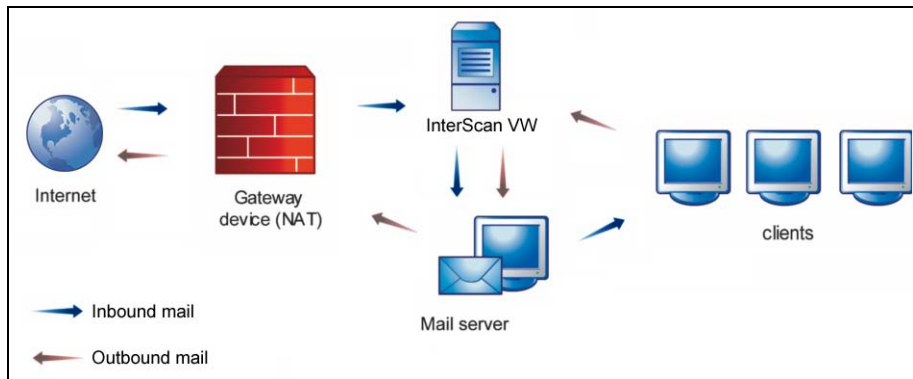 InterScan VW
Internet
Gateway
device (NAT)
clients
Mail server
Inbound mail
Outbound mail